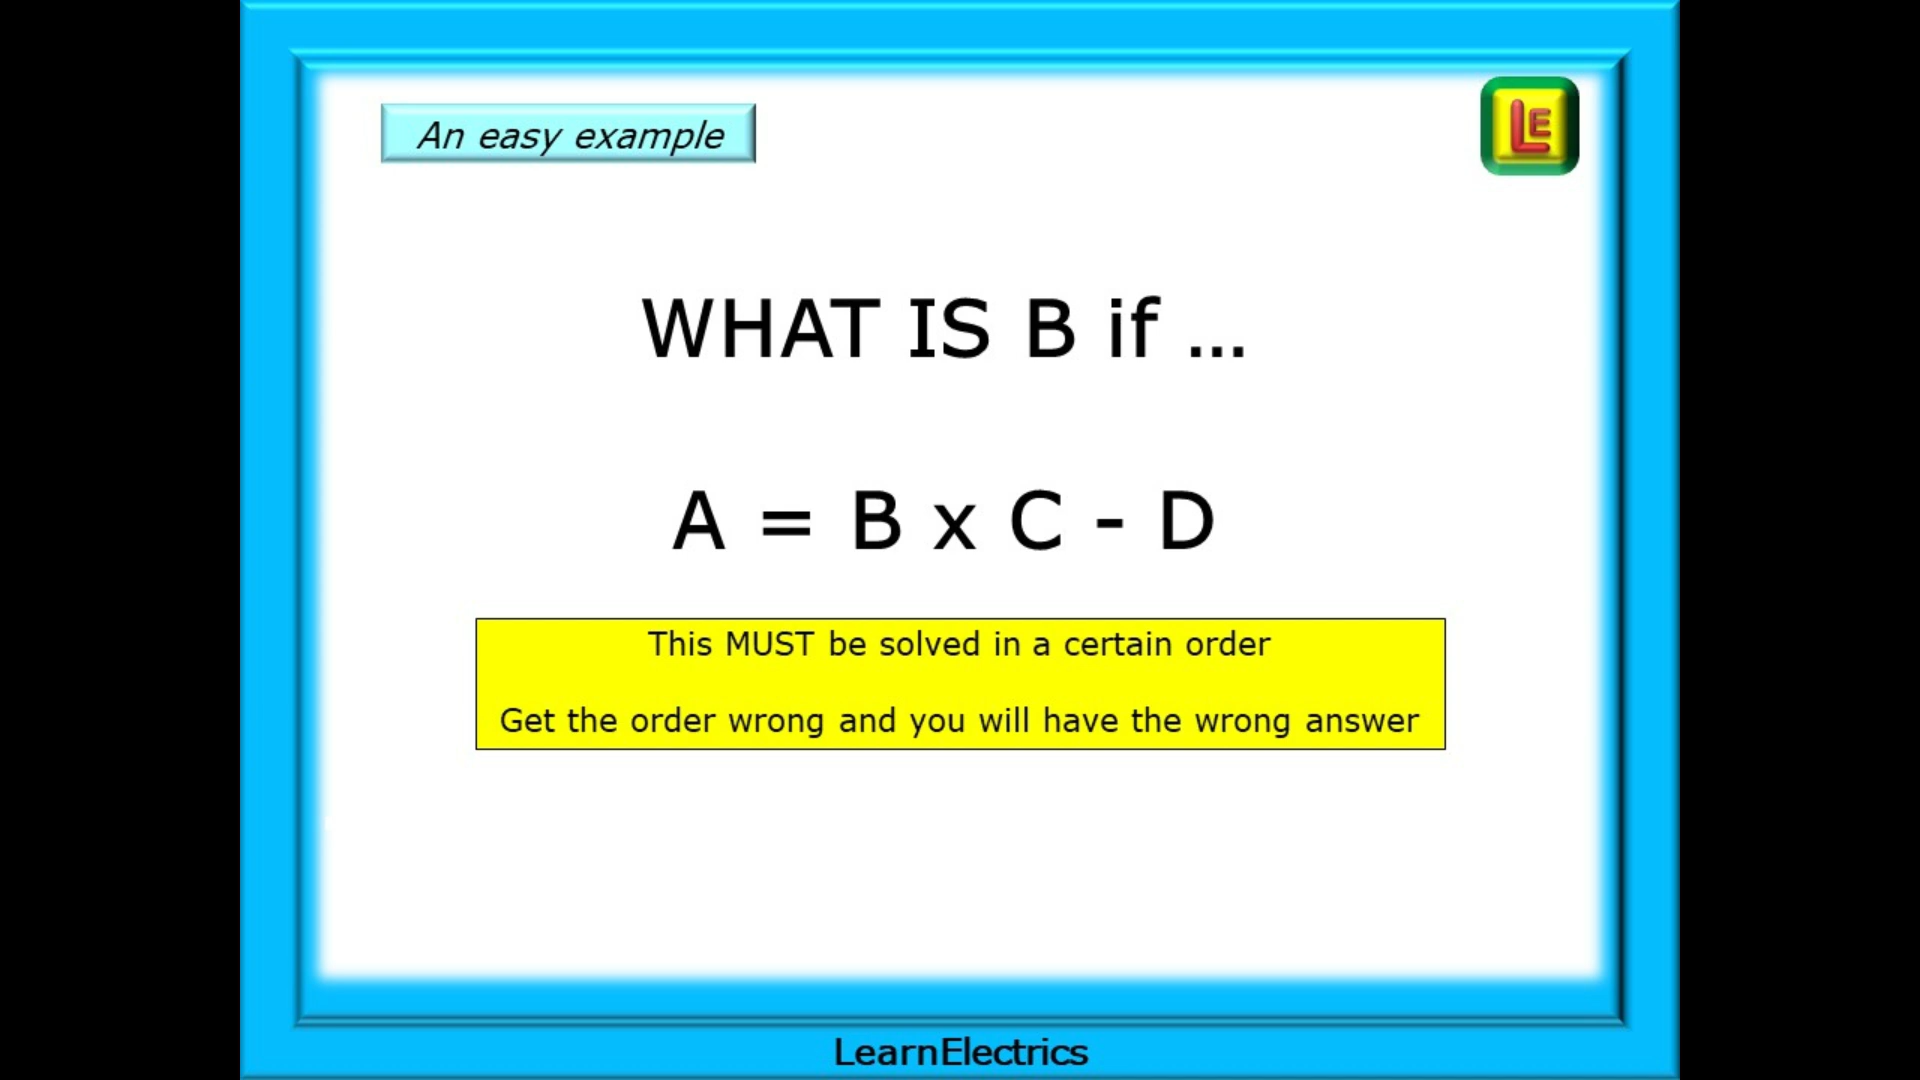 An easy example
LE
WHAT IS B if ...
A = B x C - D
This MUST be solved in a certain order
Get the order wrong and you will have the wrong answer
LearnElectrics